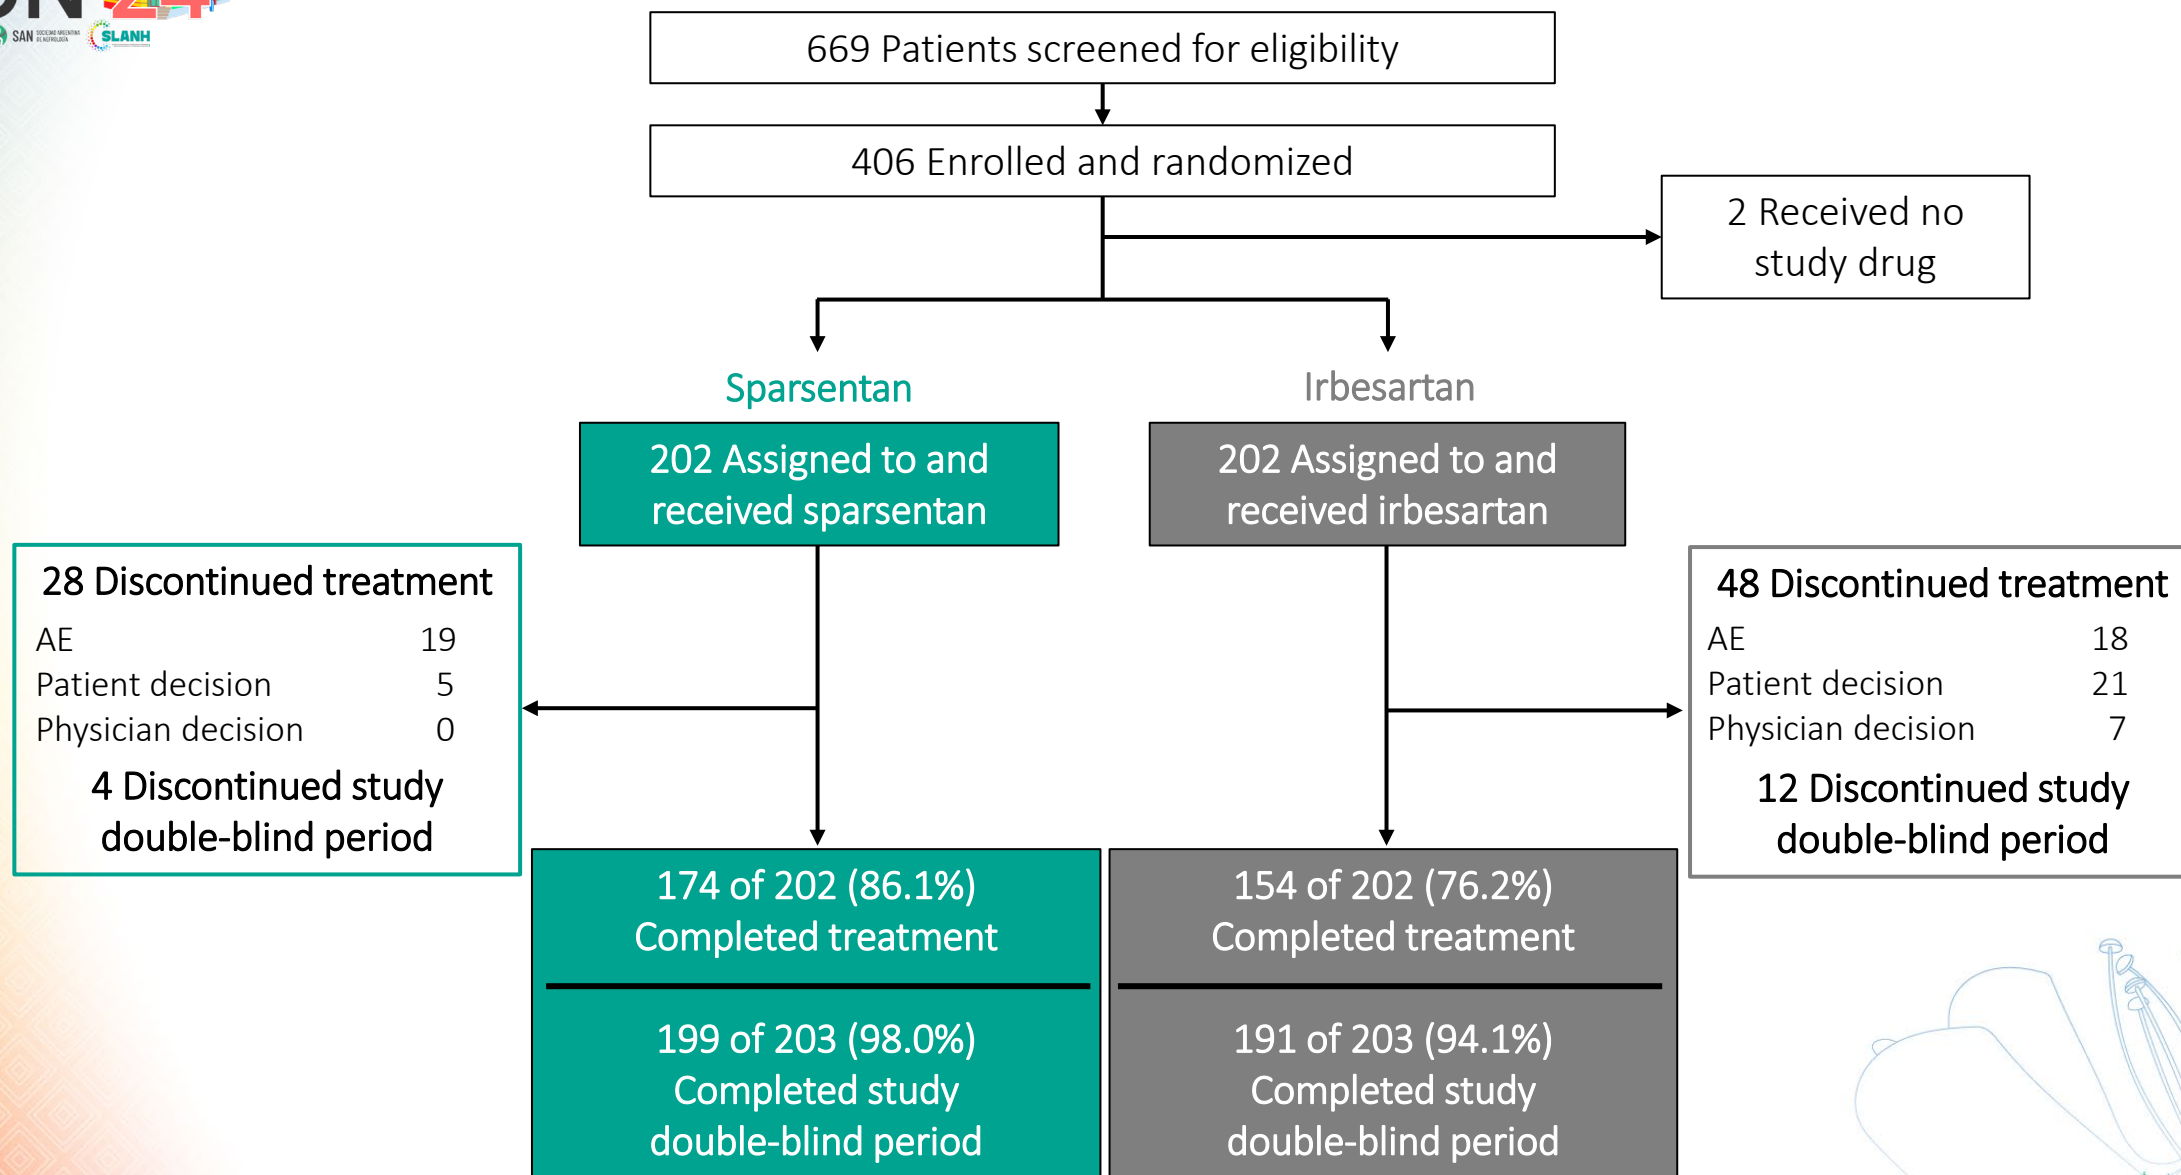 24
SAN SOCIEDAD ARGENTINA
DE NEFROLOGÍA
SLANH
669 Patients screened for eligibility
406 Enrolled and randomized
2 Received no
study drug
Sparsentan
Irbesartan
202 Assigned to and
received sparsentan
202 Assigned to and
received irbesartan
28 Discontinued treatment
AE 19
Patient decision 5
Physician decision 0
4 Discontinued study
double-blind period
48 Discontinued treatment
AE 18
Patient decision 21
Physician decision 7
12 Discontinued study
double-blind period
174 of 202 (86.1%)
Completed treatment
199 of 203 (98.0%)
Completed study
double-blind period
154 of 202 (76.2%)
Completed treatment
191 of 203 (94.1%)
Completed study
double-blind period